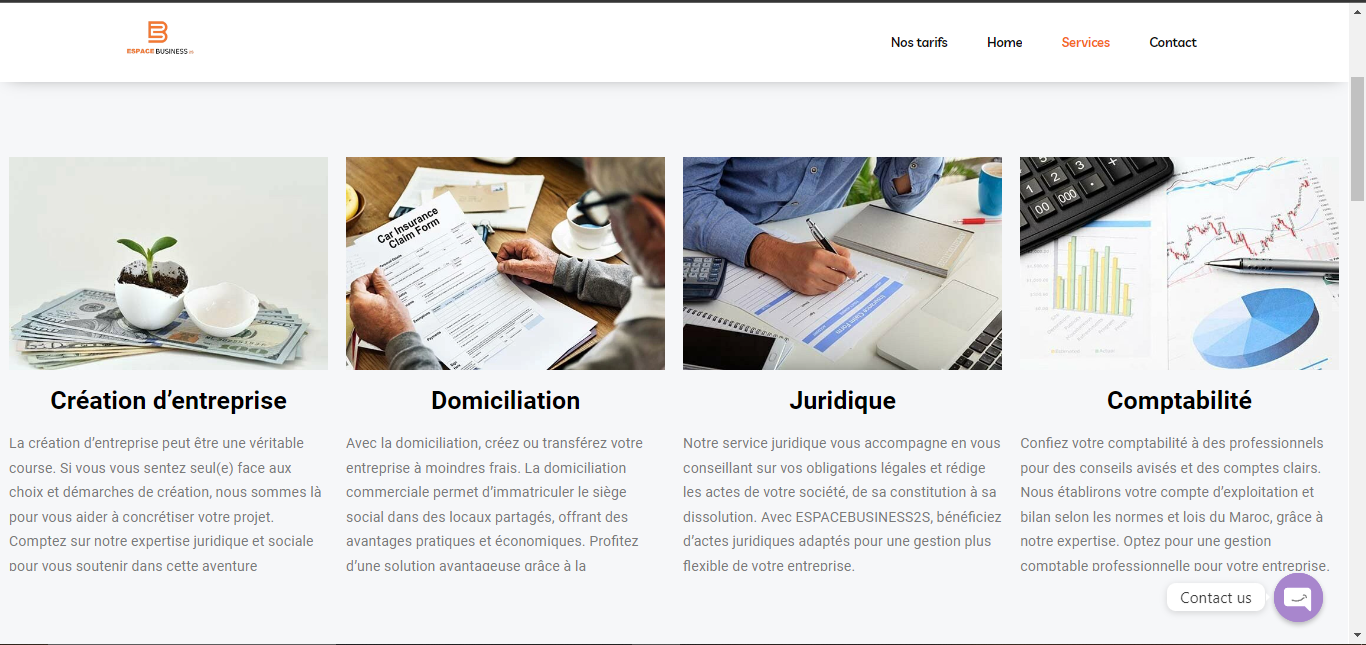 ESPACE BUSINESS
Nos tarifs
Home
Services
Contact
Car Insurance
Claim Form
Insurance Claim Form
1 2 3 +
00 000 .
Création d’entreprise
La création d’entreprise peut être une véritable
course. Si vous vous sentez seul(e) face aux
choix et démarches de création, nous sommes là
pour vous aider à concrétiser votre projet.
Comptez sur notre expertise juridique et sociale
pour vous soutenir dans cette aventure
Domiciliation
Avec la domiciliation, créez ou transférez votre
entreprise à moindres frais. La domiciliation
commerciale permet d’immatriculer le siège
social dans des locaux partagés, offrant des
avantages pratiques et économiques. Profitez
d’une solution avantageuse grâce à la
Juridique
Notre service juridique vous accompagne en vous
conseillant sur vos obligations légales et rédige
les actes de votre société, de sa constitution à sa
dissolution. Avec ESPACEBUSINESS2S, bénéficiez
d’actes juridiques adaptés pour une gestion plus
flexible de votre entreprise.
Comptabilité
Confiez votre comptabilité à des professionnels
pour des conseils avisés et des comptes clairs.
Nous établirons votre compte d’exploitation et
bilan selon les normes et lois du Maroc, grâce à
notre expertise. Optez pour une gestion
comptable professionnelle pour votre entreprise.
Contact us